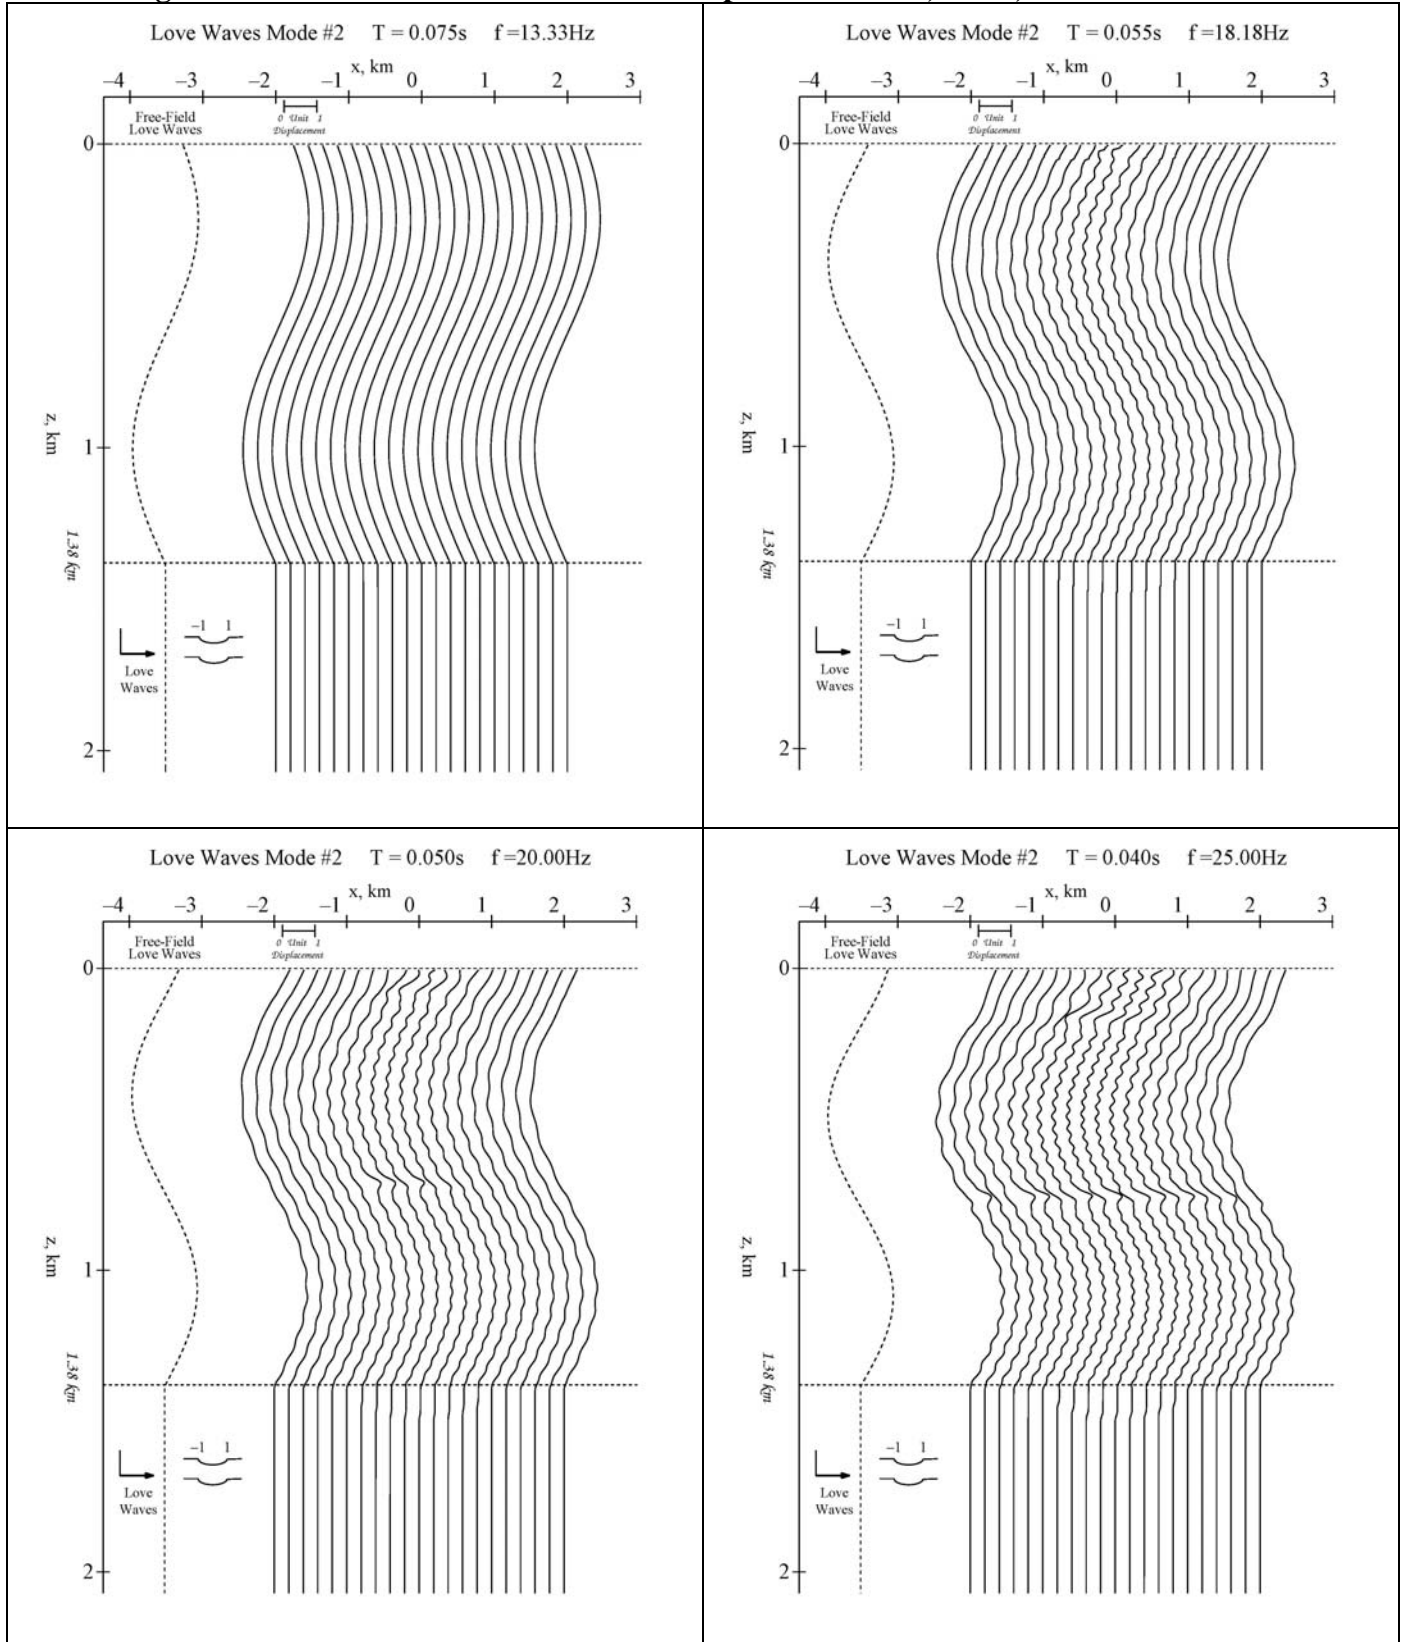 Love Waves Mode #2 T = 0.075s f =13.33Hz
x, km
–4 –3 –2 –1 0 1 2 3
Free-Field
Love Waves
0 Unit 1
Displacement
0
z, km
1
1.38 km
–1 1
Love
Waves
2
Love Waves Mode #2 T = 0.055s f =18.18Hz
x, km
–4 –3 –2 –1 0 1 2 3
Free-Field
Love Waves
0 Unit 1
Displacement
0
z, km
1
1.38 km
–1 1
Love
Waves
2
Love Waves Mode #2 T = 0.050s f =20.00Hz
x, km
–4 –3 –2 –1 0 1 2 3
Free-Field
Love Waves
0 Unit 1
Displacement
0
z, km
1
1.38 km
–1 1
Love
Waves
2
Love Waves Mode #2 T = 0.040s f =25.00Hz
x, km
–4 –3 –2 –1 0 1 2 3
Free-Field
Love Waves
0 Unit 1
Displacement
0
z, km
1
1.38 km
–1 1
Love
Waves
2